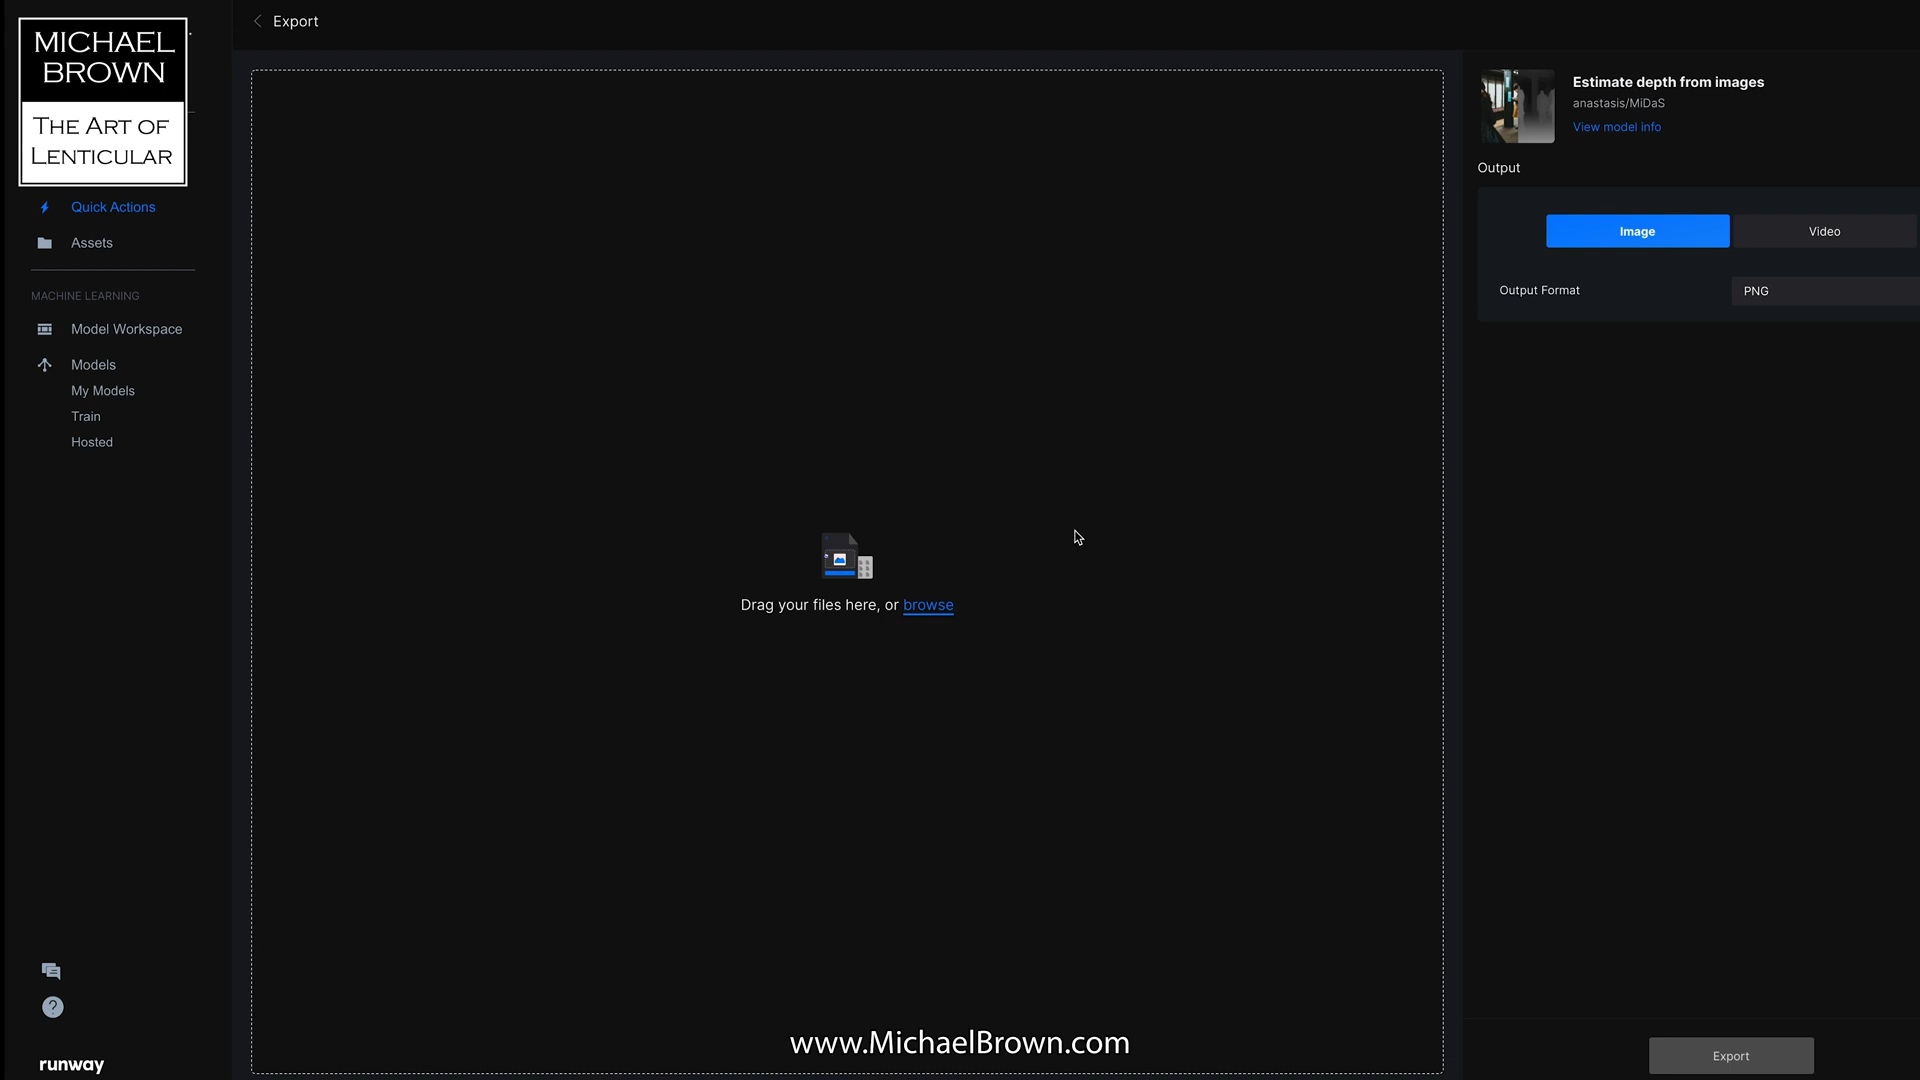 MICHAEL
BROWN
THE ART OF
LENTICULAR
Quick Actions
Assets
MACHINE LEARNING
Model Workspace
Models
My Models
Train
Hosted
runway
Export
Drag your files here, or browse
www.MichaelBrown.com
Estimate depth from images
anastasis/MiDaS
View model info
Output
Image
Video
Output Format
PNG
Export